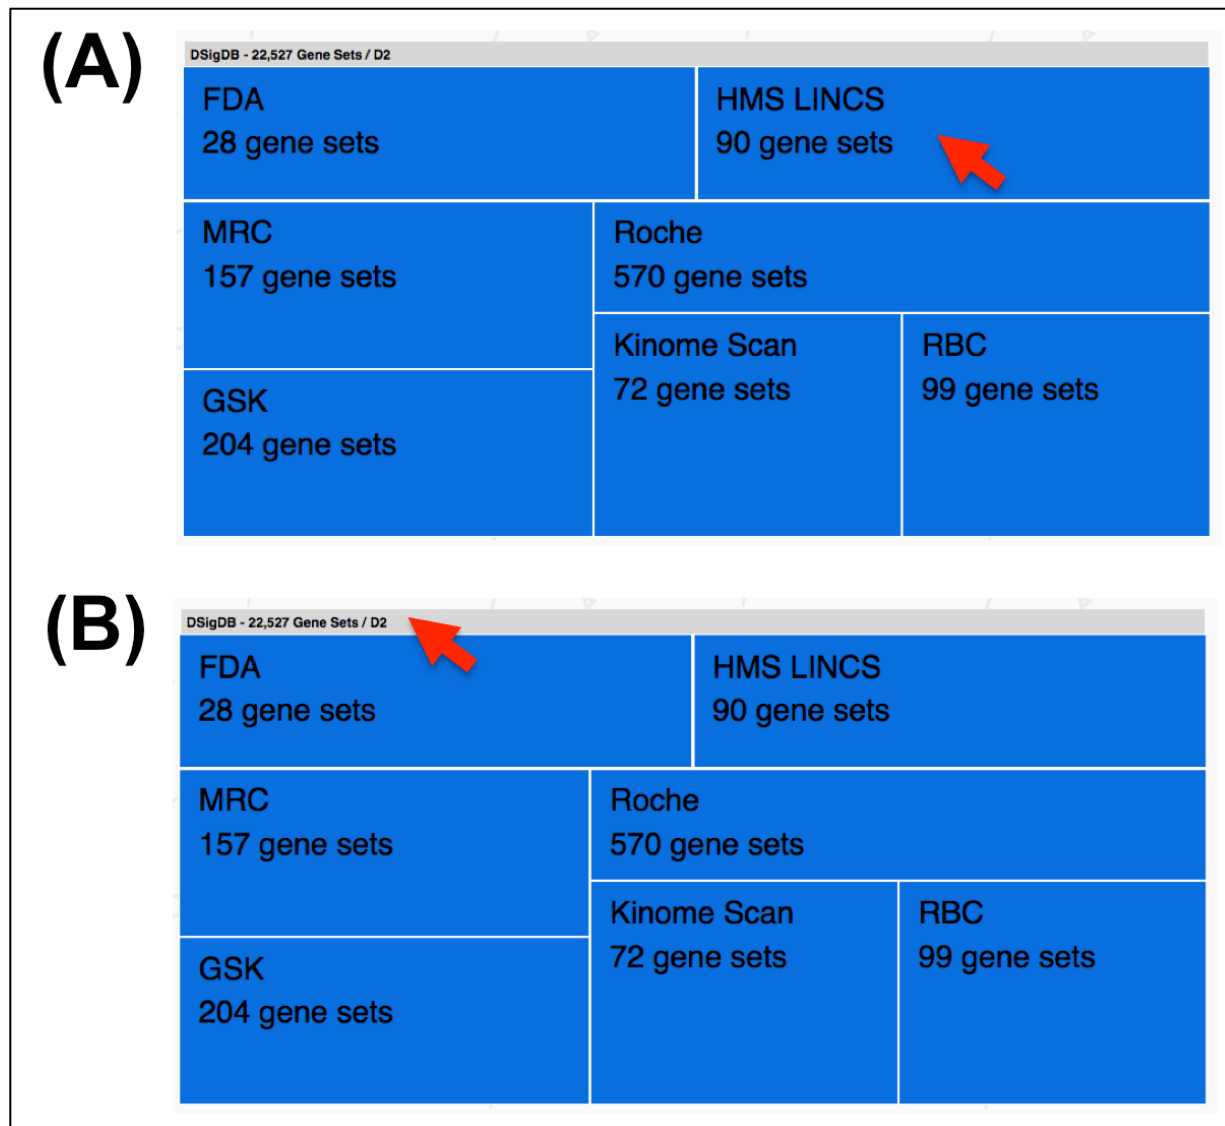 (A)
DSigDB - 22,527 Gene Sets / D2
FDA
28 gene sets
HMS LINCS
90 gene sets
MRC
157 gene sets
Roche
570 gene sets
GSK
204 gene sets
Kinome Scan
72 gene sets
RBC
99 gene sets
(B)
DSigDB - 22,527 Gene Sets / D2
FDA
28 gene sets
HMS LINCS
90 gene sets
MRC
157 gene sets
Roche
570 gene sets
GSK
204 gene sets
Kinome Scan
72 gene sets
RBC
99 gene sets